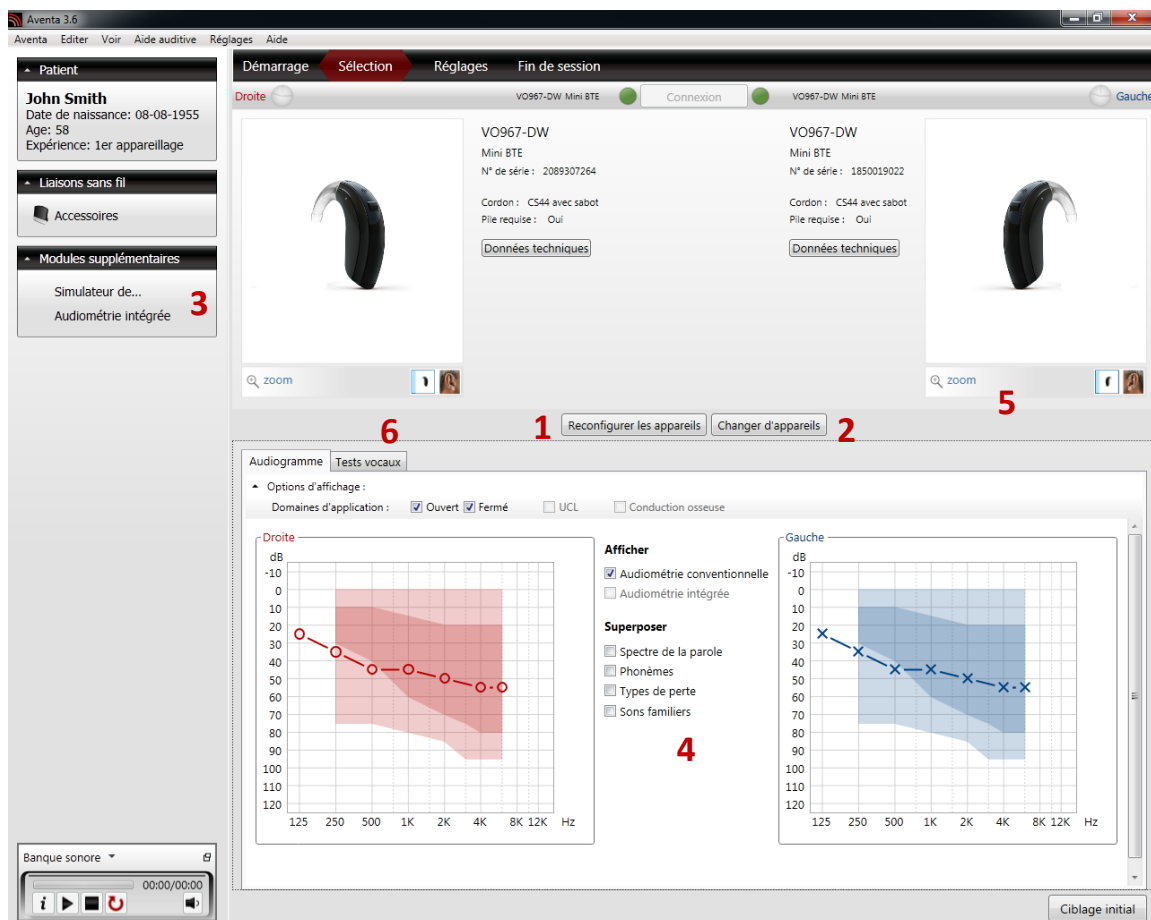 Aventa 3.6
Aventa Editer Voir Aide auditive Réglages Aide
Patient
John Smith
Date de naissance: 08-08-1955
Age: 58
Expérience: 1er appareillage
Liaisons sans fil
Accessoires
Modules supplémentaires
Simulateur de...
Audiométrie intégrée
3
Démarrage Sélection Réglages Fin de session
Droite VO967-DW Mini BTE Connexion VO967-DW Mini BTE Gauche
VO967-DW
Mini BTE
N° de série : 2089307264
Cordon : CS44 avec sabot
Pile requise : Oui
Données techniques
zoom
VO967-DW
Mini BTE
N° de série : 1850019022
Cordon : CS44 avec sabot
Pile requise : Oui
Données techniques
zoom
5
6
1 Reconfigurer les appareils Changer d'appareils 2
Audiogramme Tests vocaux
Options d'affichage :
Domaines d'application : Ouvert Fermé UCL Conduction osseuse
Droite
dB
-10
0
10
20
30
40
50
60
70
80
90
100
110
120
125 250 500 1K 2K 4K 8K 12K Hz
Afficher
Audiométrie conventionnelle
Audiométrie intégrée
Superposer
Spectre de la parole
Phonèmes
Types de perte
Sons familiers
4
Gauche
dB
-10
0
10
20
30
40
50
60
70
80
90
100
110
120
125 250 500 1K 2K 4K 8K 12K Hz
Banque sonore
00:00/00:00
i
Ciblage initial